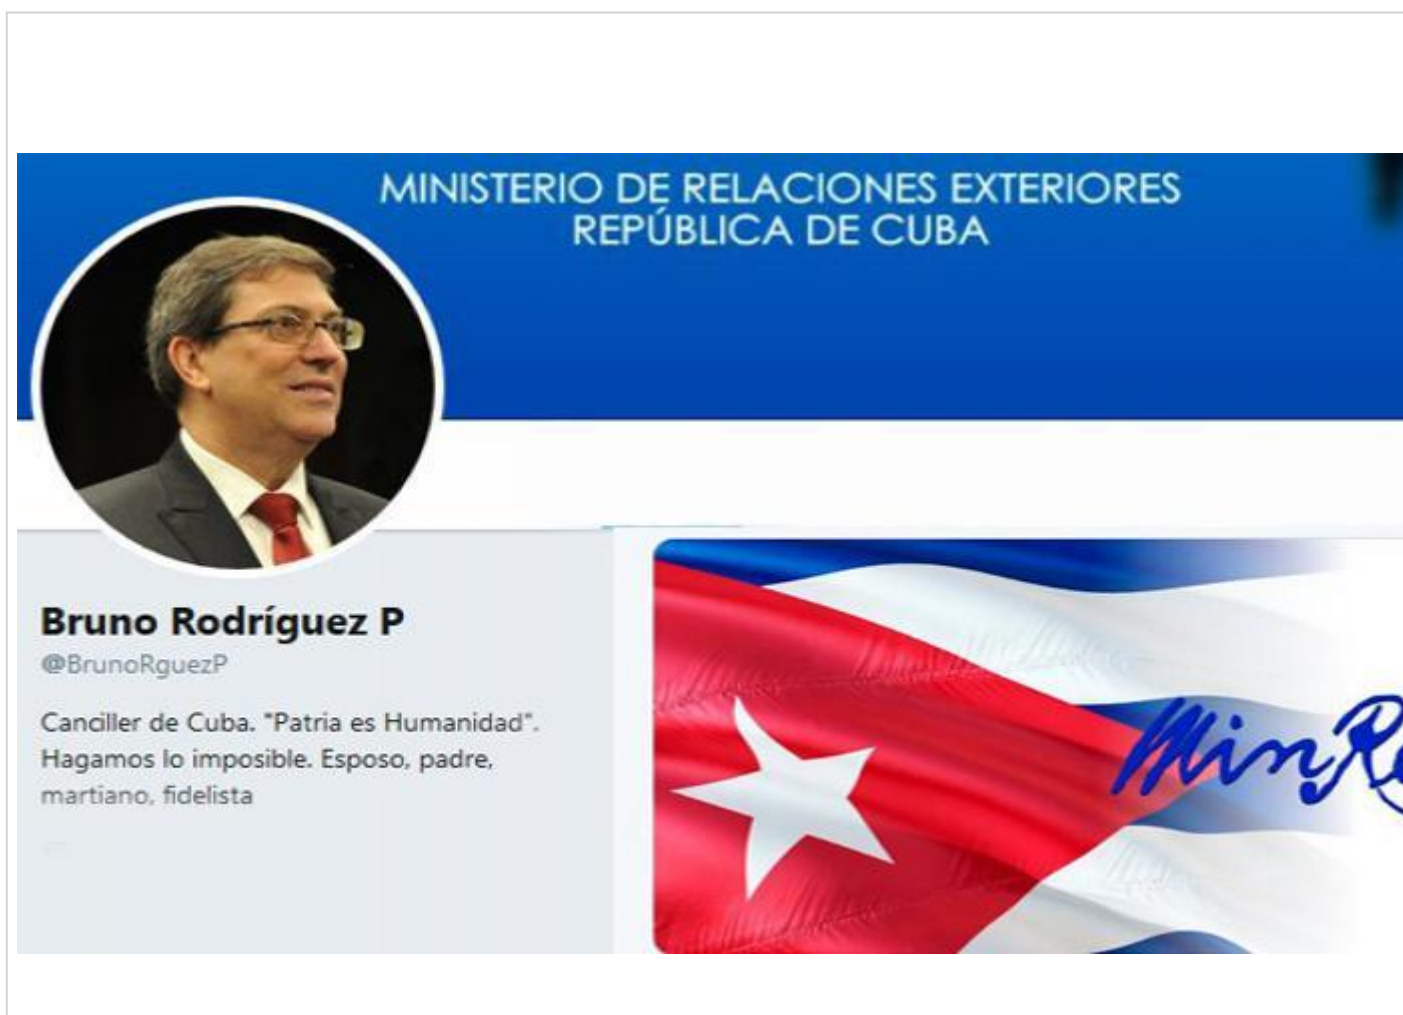 MINISTERIO DE RELACIONES EXTERIORES
REPÚBLICA DE CUBA
Bruno Rodríguez P
@BrunoRguezP
Canciller de Cuba. "Patria es Humanidad".
Hagamos lo imposible. Esposo, padre,
martiano, fidelista
MinRe